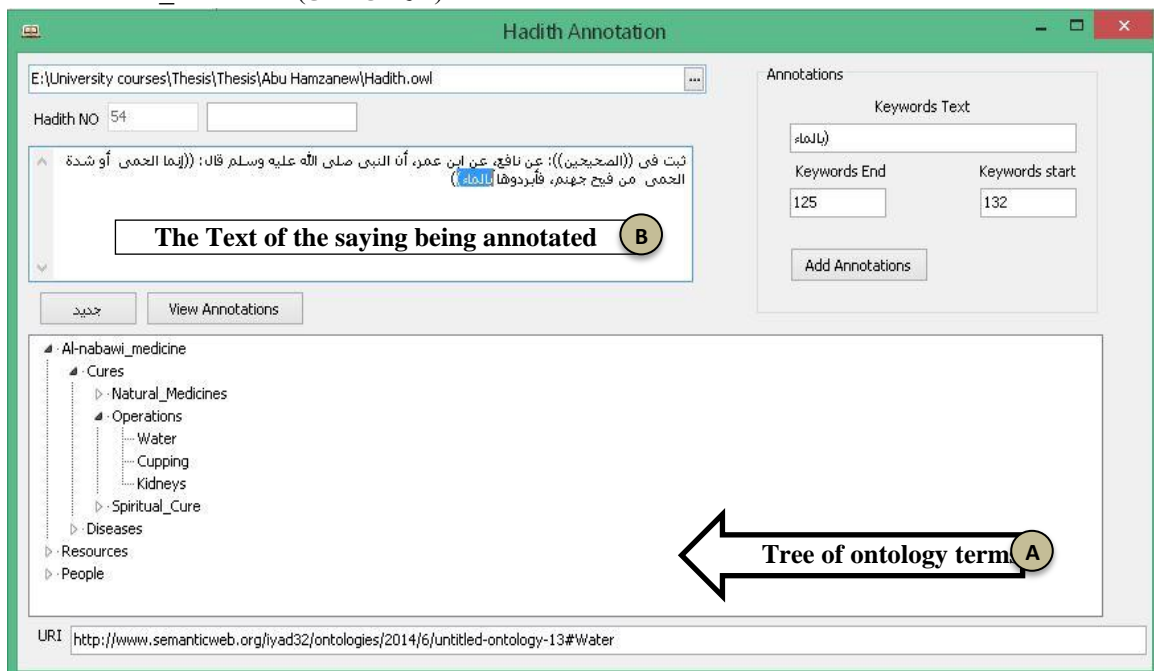 Hadith Annotation
E:\University courses\Thesis\Thesis\Abu Hamzanew\Hadith.owl
...
Annotations
Hadith NO 54
Keywords Text
بالماء)
ثبت في ((الصحيحين)): عن نافع، عن ابن عمر، أن النبي صلى الله عليه وسلم قال: ((إنما الحمى أو شدة
الحمى من فيح جهنم، فأبردوها بالماء))
Keywords End Keywords start
125 132
The Text of the saying being annotated B
Add Annotations
جديد View Annotations
Al-nabawi_medicine
Cures
Natural_Medicines
Operations
Water
Cupping
Kidneys
Spiritual_Cure
Diseases
Resources
People
Tree of ontology term A
URI http://www.semanticweb.org/iyad32/ontologies/2014/6/untitled-ontology-13#Water